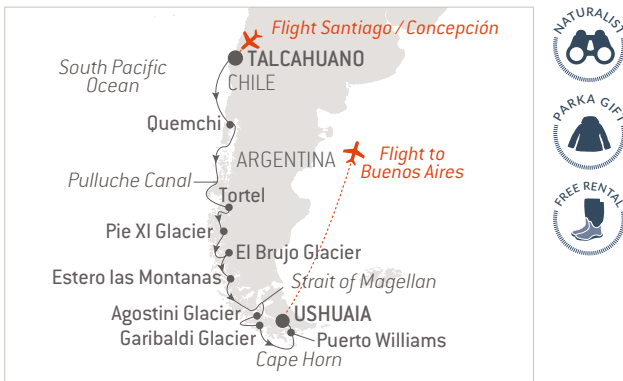 Flight Santiago / Concepción
TALCAHUANO
CHILE
South Pacific
Ocean
Quemchi
ARGENTINA
Flight to
Buenos Aires
Pulluche Canal
Tortel
Pie XI Glacier
El Brujo Glacier
Estero las Montanas
Strait of Magellan
Agostini Glacier
USHUAIA
Garibaldi Glacier
Puerto Williams
Cape Horn
NATURALIST
PARKA GIFT
FREE RENTAL